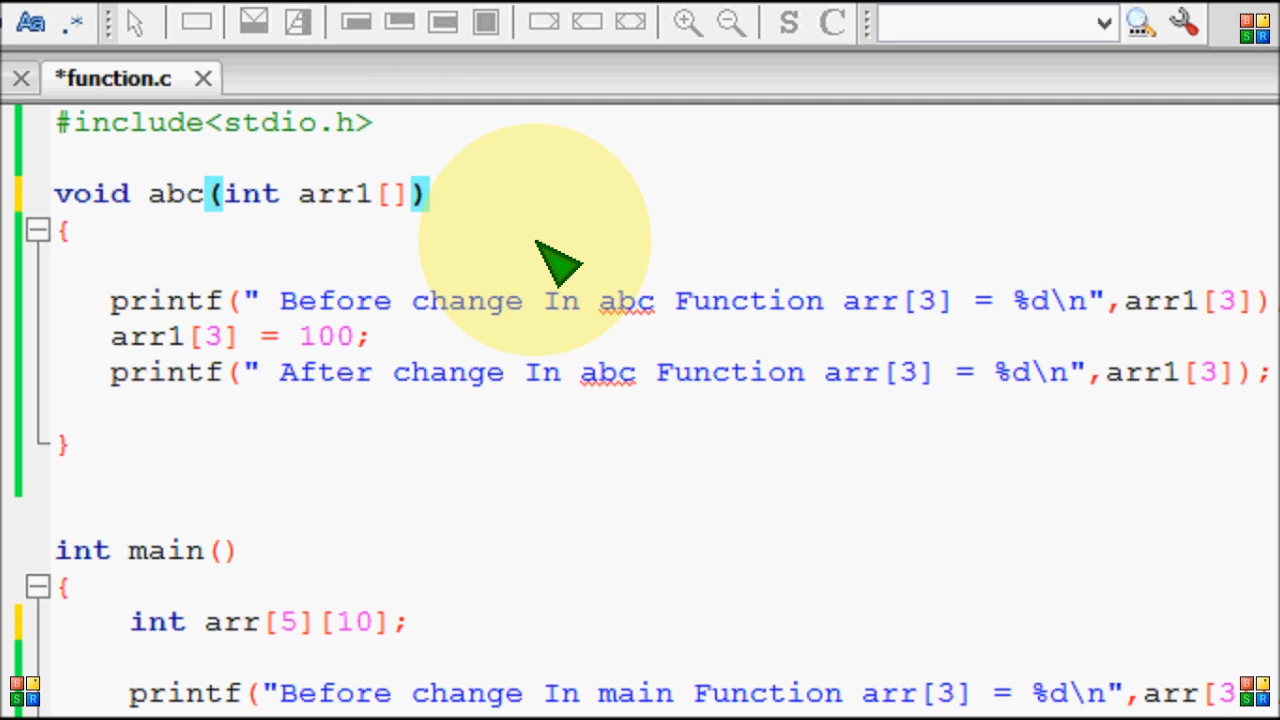 Aa .*
S C
*function.c
#include<stdio.h>
void abc(int arr1[])
{
printf(" Before change In abc Function arr[3] = %d\n",arr1[3])
arr1[3] = 100;
printf(" After change In abc Function arr[3] = %d\n",arr1[3]);
}
int main()
{
int arr[5][10];
printf("Before change In main Function arr[3] = %d\n",arr[3
B S R
B S R
B S R